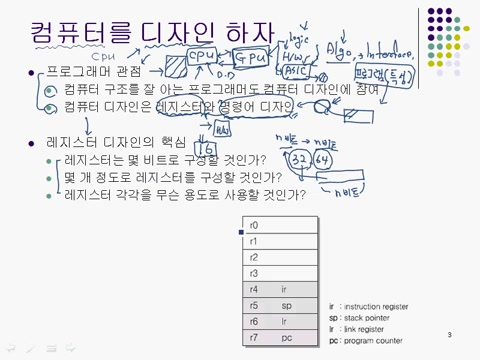 컴퓨터를 디자인 하자
CPU
CPU
GPU
logic
H/W
ASIC
Algo, Interface,
프로그램(특성)
D.D
프로그래머 관점
컴퓨터 구조를 잘 아는 프로그래머도 컴퓨터 디자인에 참여
컴퓨터 디자인은 레지스터와 명령어 디자인
H/W
16
레지스터 디자인의 핵심
레지스터는 몇 비트로 구성할 것인가?
몇 개 정도로 레지스터를 구성할 것인가?
레지스터 각각을 무슨 용도로 사용할 것인가?
n비트 → n비트
32, 64
n비트
r0
r1
r2
r3
r4 ir
r5 sp
r6 lr
r7 pc
ir : instruction register
sp : stack pointer
lr : link register
pc : program counter
3